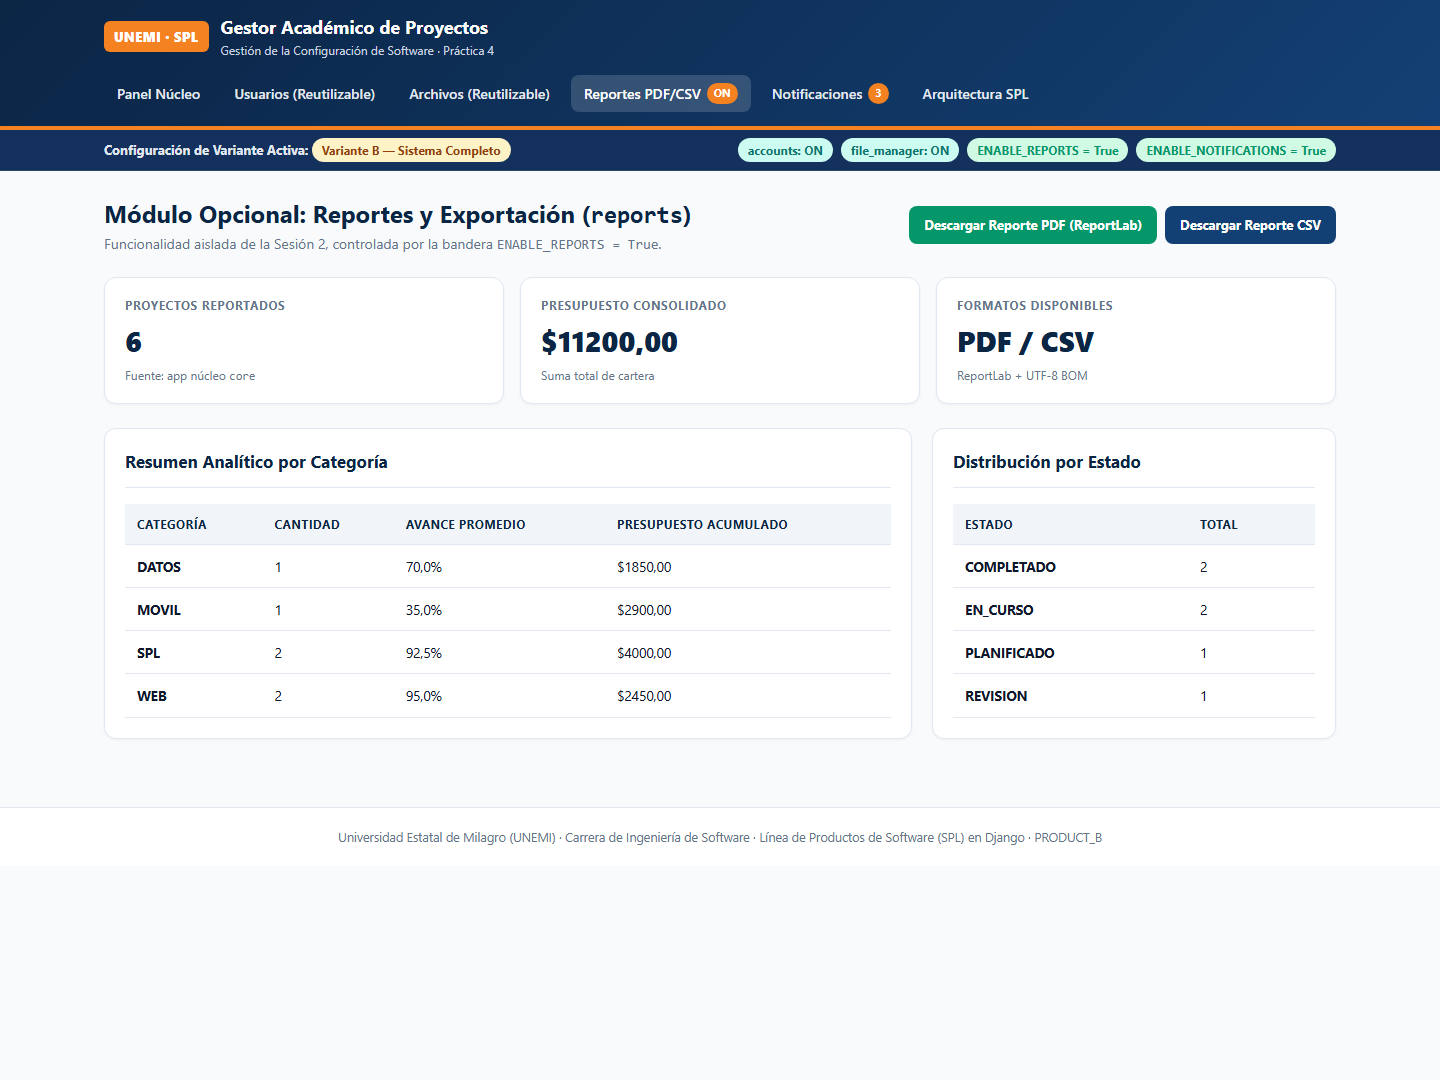 UNEMI · SPL
Gestor Académico de Proyectos
Gestión de la Configuración de Software · Práctica 4
Panel Núcleo
Usuarios (Reutilizable)
Archivos (Reutilizable)
Reportes PDF/CSV ON
Notificaciones 3
Arquitectura SPL
Configuración de Variante Activa: Variante B — Sistema Completo
accounts: ON
file_manager: ON
ENABLE_REPORTS = True
ENABLE_NOTIFICATIONS = True
Módulo Opcional: Reportes y Exportación (reports)
Funcionalidad aislada de la Sesión 2, controlada por la bandera ENABLE_REPORTS = True.
Descargar Reporte PDF (ReportLab)
Descargar Reporte CSV
PROYECTOS REPORTADOS
6
Fuente: app núcleo core
PRESUPUESTO CONSOLIDADO
$11200,00
Suma total de cartera
FORMATOS DISPONIBLES
PDF / CSV
ReportLab + UTF-8 BOM
Resumen Analítico por Categoría
CATEGORÍA CANTIDAD AVANCE PROMEDIO PRESUPUESTO ACUMULADO
DATOS 1 70,0% $1850,00
MOVIL 1 35,0% $2900,00
SPL 2 92,5% $4000,00
WEB 2 95,0% $2450,00
Distribución por Estado
ESTADO TOTAL
COMPLETADO 2
EN_CURSO 2
PLANIFICADO 1
REVISION 1
Universidad Estatal de Milagro (UNEMI) · Carrera de Ingeniería de Software · Línea de Productos de Software (SPL) en Django · PRODUCT_B